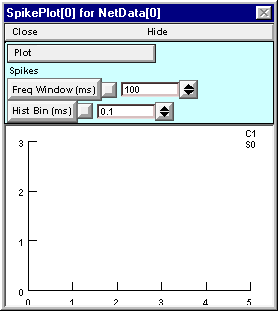 SpikePlot[0] for NetData[0]
Close Hide
Plot
Spikes
Freq Window (ms) 100
Hist Bin (ms) 0.1
C1
S0
3
2
1
0
0 1 2 3 4 5